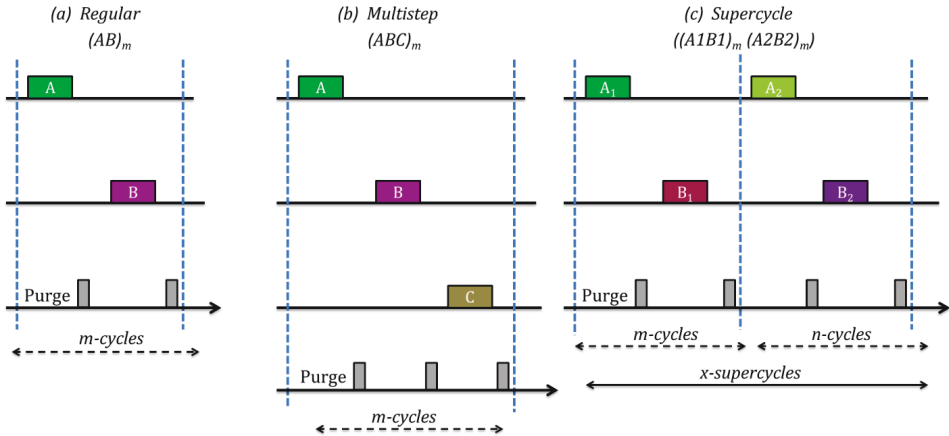 (a) Regular
(AB)m
A
B
Purge
m-cycles
(b) Multistep
(ABC)m
A
B
C
Purge
m-cycles
(c) Supercycle
((A1B1)m (A2B2)m)
A1
A2
B1
B2
Purge
m-cycles
n-cycles
x-supercycles